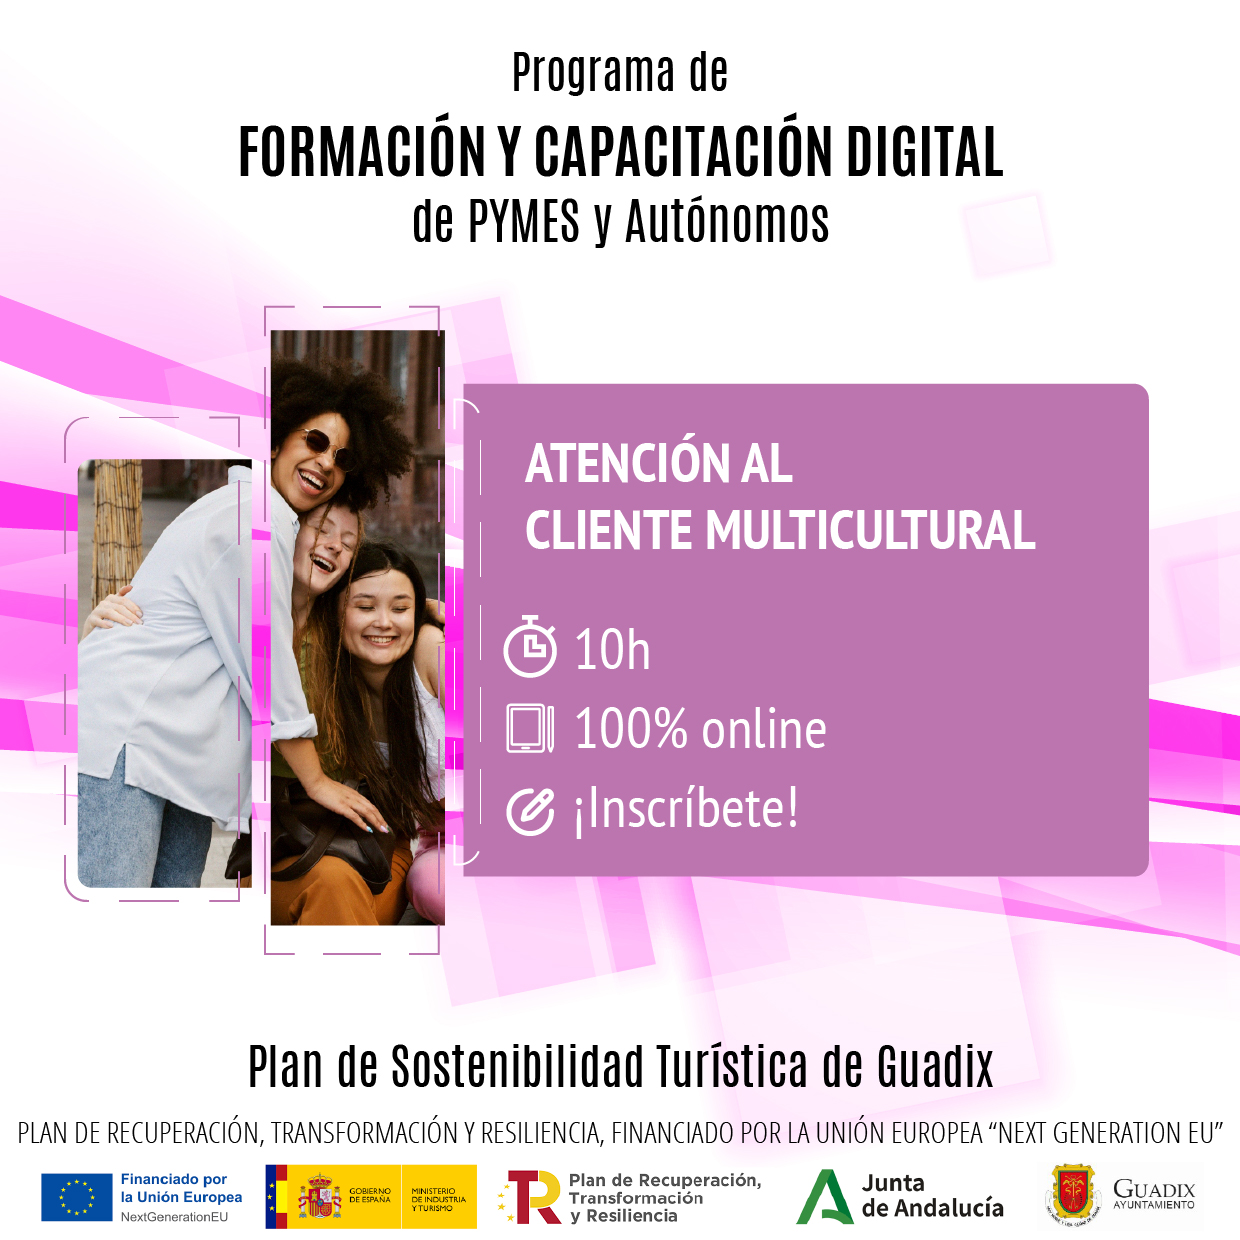 Programa de
FORMACIÓN Y CAPACITACIÓN DIGITAL
de PYMES y Autónomos
ATENCIÓN AL
CLIENTE MULTICULTURAL
10h
100% online
¡Inscríbete!
Plan de Sostenibilidad Turística de Guadix
PLAN DE RECUPERACIÓN, TRANSFORMACIÓN Y RESILIENCIA, FINANCIADO POR LA UNIÓN EUROPEA “NEXT GENERATION EU”
Financiado por
la Unión Europea
NextGenerationEU
GOBIERNO
DE ESPAÑA
MINISTERIO
DE INDUSTRIA
Y TURISMO
TR
Plan de Recuperación,
Transformación
y Resiliencia
Junta
de Andalucía
GUADIX
AYUNTAMIENTO